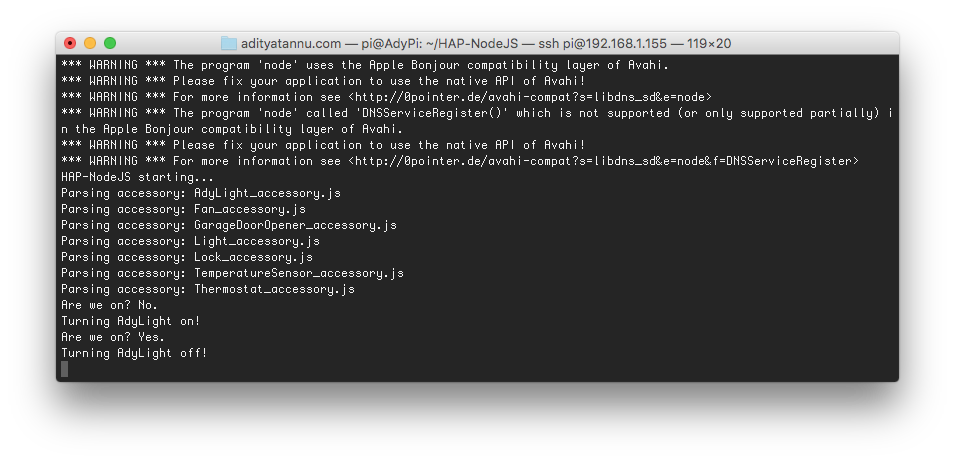 adityatannu.com — pi@AdyPi: ~/HAP-NodeJS — ssh pi@192.168.1.155 — 119×20
*** WARNING *** The program 'node' uses the Apple Bonjour compatibility layer of Avahi.
*** WARNING *** Please fix your application to use the native API of Avahi!
*** WARNING *** For more information see <http://0pointer.de/avahi-compat?s=libdns_sd&e=node>
*** WARNING *** The program 'node' called 'DNSServiceRegister()' which is not supported (or only supported partially) i
n the Apple Bonjour compatibility layer of Avahi.
*** WARNING *** Please fix your application to use the native API of Avahi!
*** WARNING *** For more information see <http://0pointer.de/avahi-compat?s=libdns_sd&e=node&f=DNSServiceRegister>
HAP-NodeJS starting...
Parsing accessory: AdyLight_accessory.js
Parsing accessory: Fan_accessory.js
Parsing accessory: GarageDoorOpener_accessory.js
Parsing accessory: Light_accessory.js
Parsing accessory: Lock_accessory.js
Parsing accessory: TemperatureSensor_accessory.js
Parsing accessory: Thermostat_accessory.js
Are we on? No.
Turning AdyLight on!
Are we on? Yes.
Turning AdyLight off!